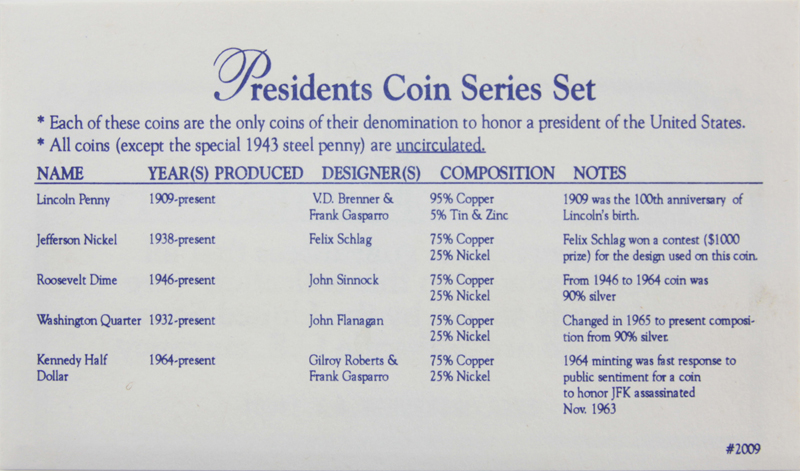 Presidents Coin Series Set
* Each of these coins are the only coins of their denomination to honor a president of the United States.
* All coins (except the special 1943 steel penny) are uncirculated.
NAME YEAR(S) PRODUCED DESIGNER(S) COMPOSITION NOTES
Lincoln Penny 1909-present V.D. Brenner & 95% Copper 1909 was the 100th anniversary of
Frank Gasparro 5% Tin & Zinc Lincoln's birth.
Jefferson Nickel 1938-present Felix Schlag 75% Copper Felix Schlag won a contest ($1000
25% Nickel prize) for the design used on this coin.
Roosevelt Dime 1946-present John Sinnock 75% Copper From 1946 to 1964 coin was
25% Nickel 90% silver
Washington Quarter 1932-present John Flanagan 75% Copper Changed in 1965 to present composi-
25% Nickel tion from 90% silver.
Kennedy Half 1964-present Gilroy Roberts & 75% Copper 1964 minting was fast response to
Dollar Frank Gasparro 25% Nickel public sentiment for a coin
to honor JFK assassinated
Nov. 1963
#2009